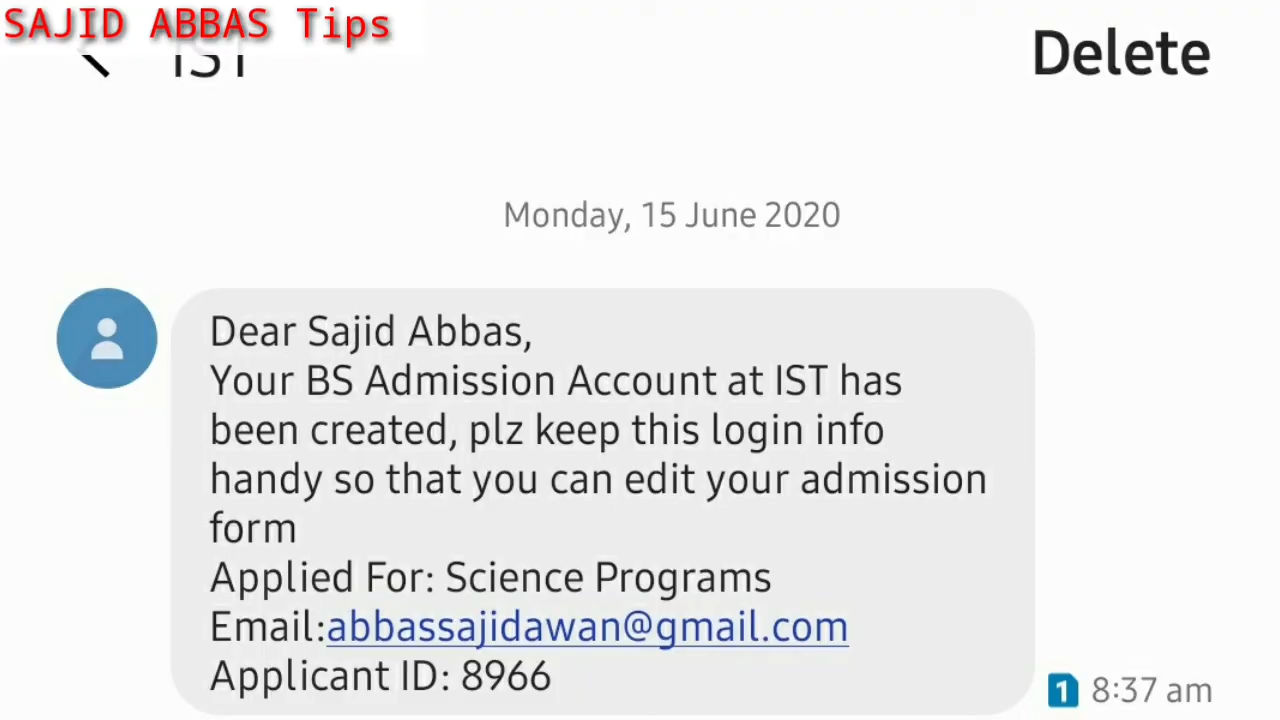 SAJID ABBAS Tips
IST
Delete
Monday, 15 June 2020
Dear Sajid Abbas,
Your BS Admission Account at IST has
been created, plz keep this login info
handy so that you can edit your admission
form
Applied For: Science Programs
Email:abbassajidawan@gmail.com
Applicant ID: 8966
1 8:37 am